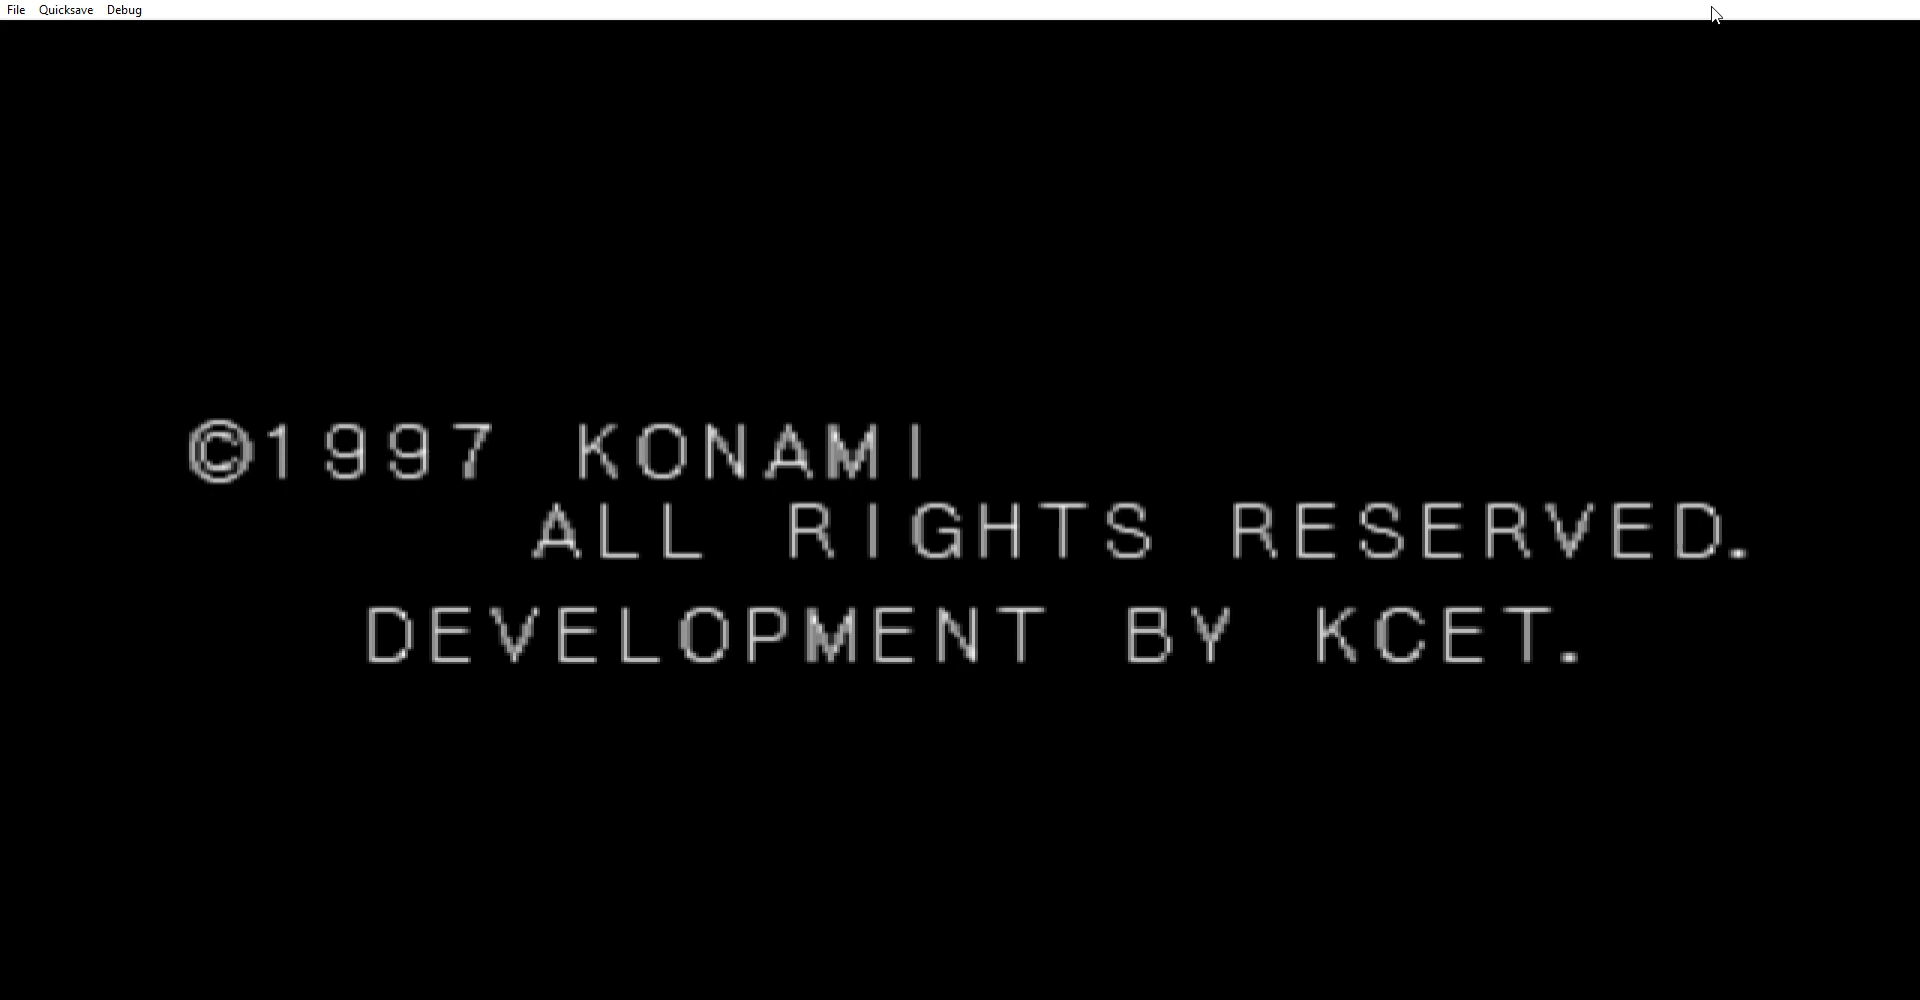 File Quicksave Debug
©1997 KONAMI
ALL RIGHTS RESERVED.
DEVELOPMENT BY KCET.